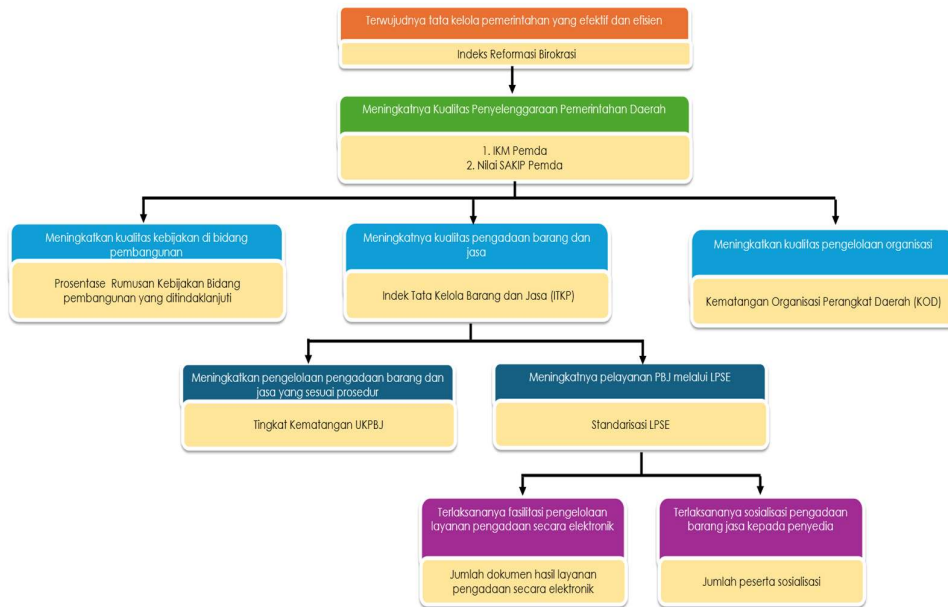 Terwujudnya tata kelola pemerintahan yang efektif dan efisien
Indeks Reformasi Birokrasi
Meningkatnya Kualitas Penyelenggaraan Pemerintahan Daerah
1. IKM Pemda
2. Nilai SAKIP Pemda
Meningkatkan kualitas kebijakan di bidang
pembangunan
Prosentase Rumusan Kebijakan Bidang
pembangunan yang ditindaklanjuti
Meningkatnya kualitas pengadaan barang dan
jasa
Indek Tata Kelola Barang dan Jasa (ITKP)
Meningkatkan kualitas pengelolaan organisasi
Kematangan Organisasi Perangkat Daerah (KOD)
Meningkatkan pengelolaan pengadaan barang dan
jasa yang sesuai prosedur
Tingkat Kematangan UKPBJ
Meningkatnya pelayanan PBJ melalui LPSE
Standarisasi LPSE
Terlaksananya fasilitasi pengelolaan
layanan pengadaan secara elektronik
Jumlah dokumen hasil layanan
pengadaan secara elektronik
Terlaksananya sosialisasi pengadaan
barang jasa kepada penyedia
Jumlah peserta sosialisasi